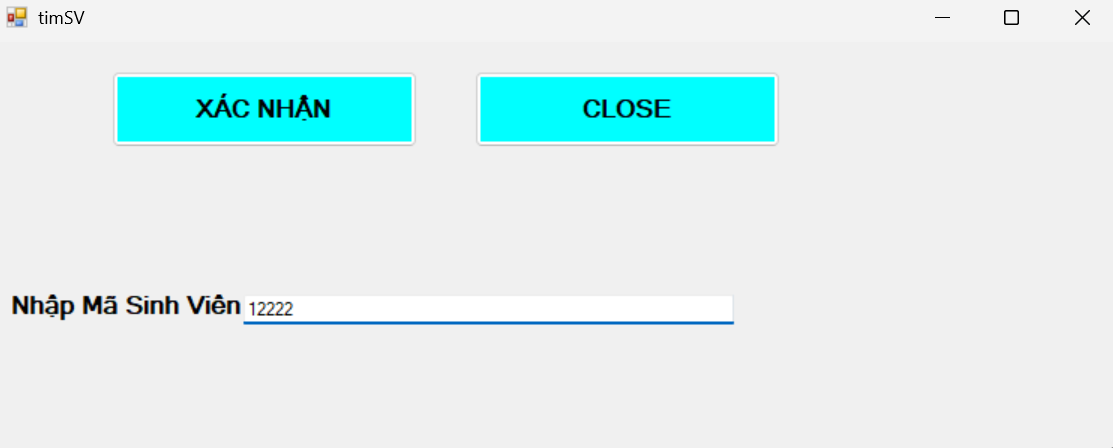 timSV
XÁC NHẬN
CLOSE
Nhập Mã Sinh Viên 12222